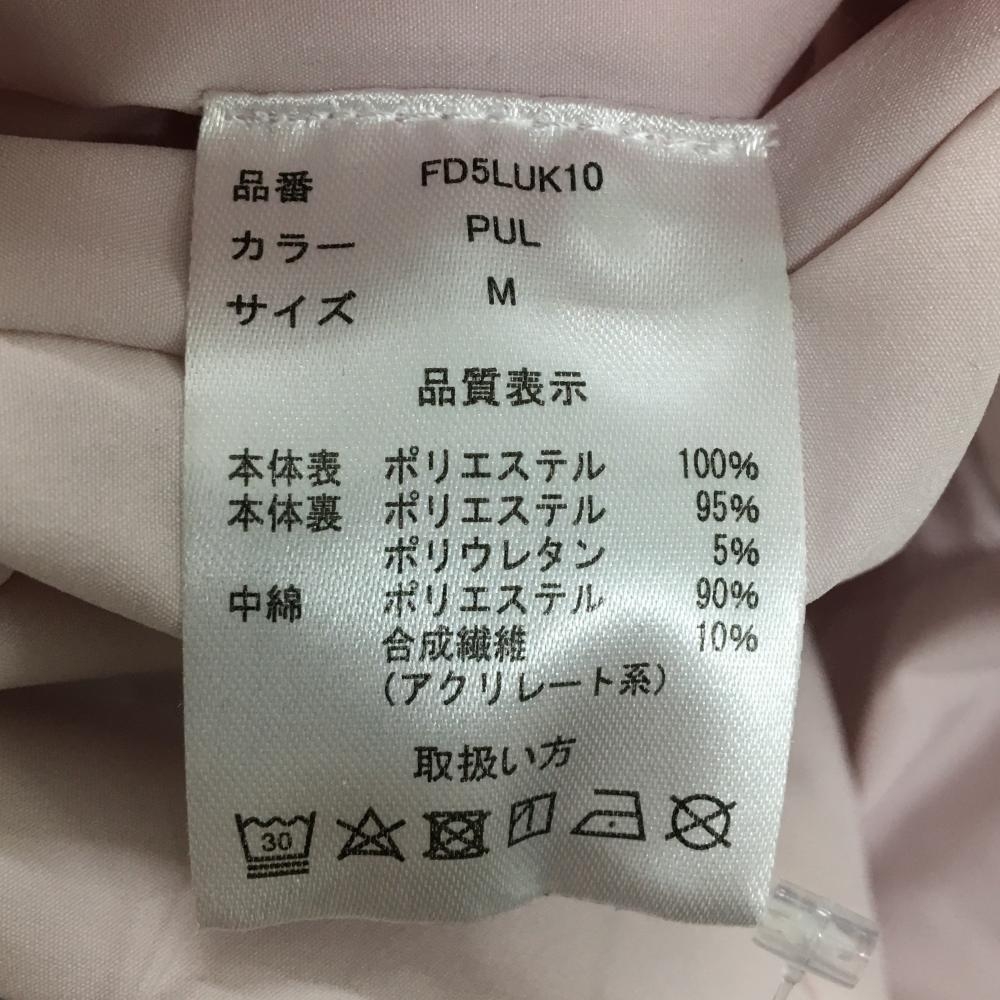 品番 FD5LUK10
カラー PUL
サイズ M
品質表示
本体表 ポリエステル 100%
本体裏 ポリエステル 95%
ポリウレタン 5%
中綿 ポリエステル 90%
合成繊維 10%
(アクリレート系)
取扱い方
30